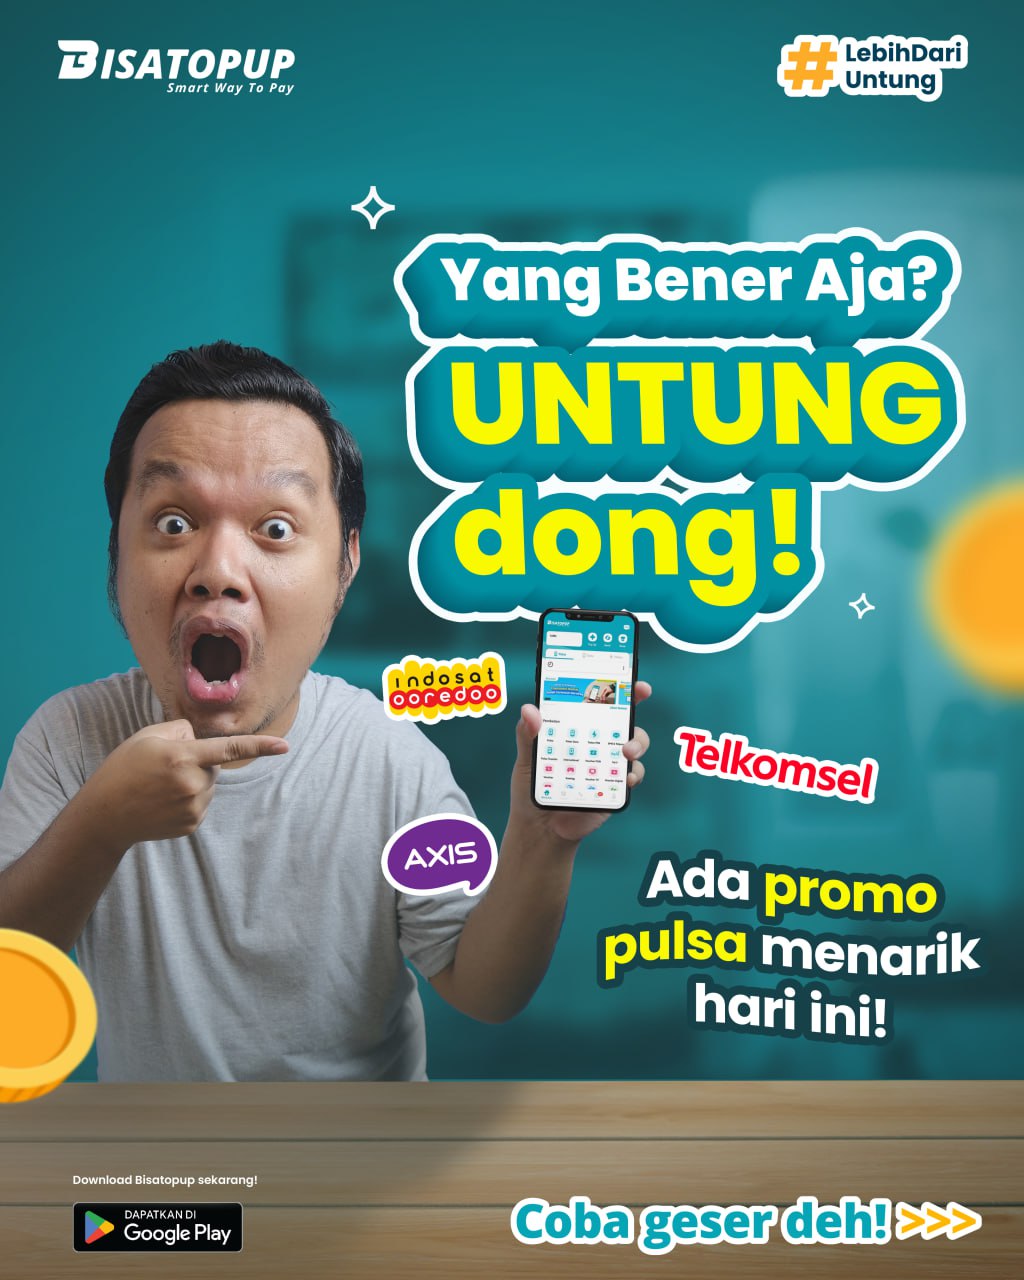 BISATOPUP
Smart Way To Pay
#LebihDari
Untung
Yang Bener Aja?
UNTUNG
dong!
indosat
ooredoo
BISATOPUP
Telkomsel
AXIS
Ada promo
pulsa menarik
hari ini!
Download Bisatopup sekarang!
DAPATKAN DI
Google Play
Coba geser deh! >>>